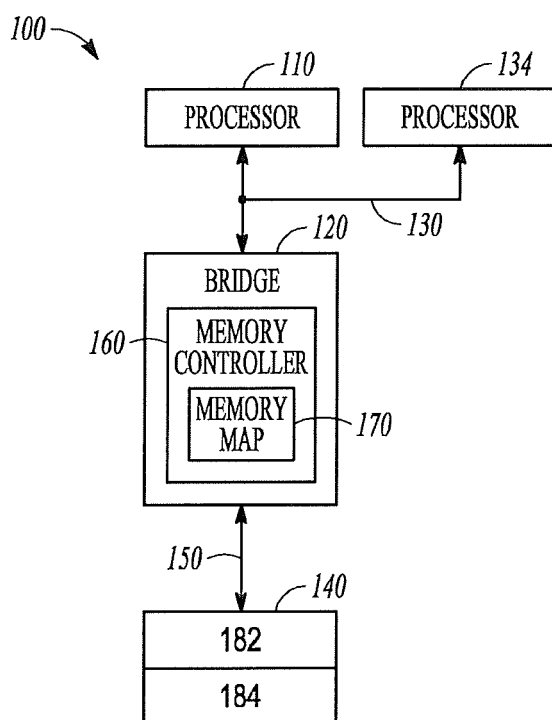 100
110
134
PROCESSOR
PROCESSOR
130
120
BRIDGE
160
MEMORY
CONTROLLER
MEMORY
MAP
170
150
140
182
184